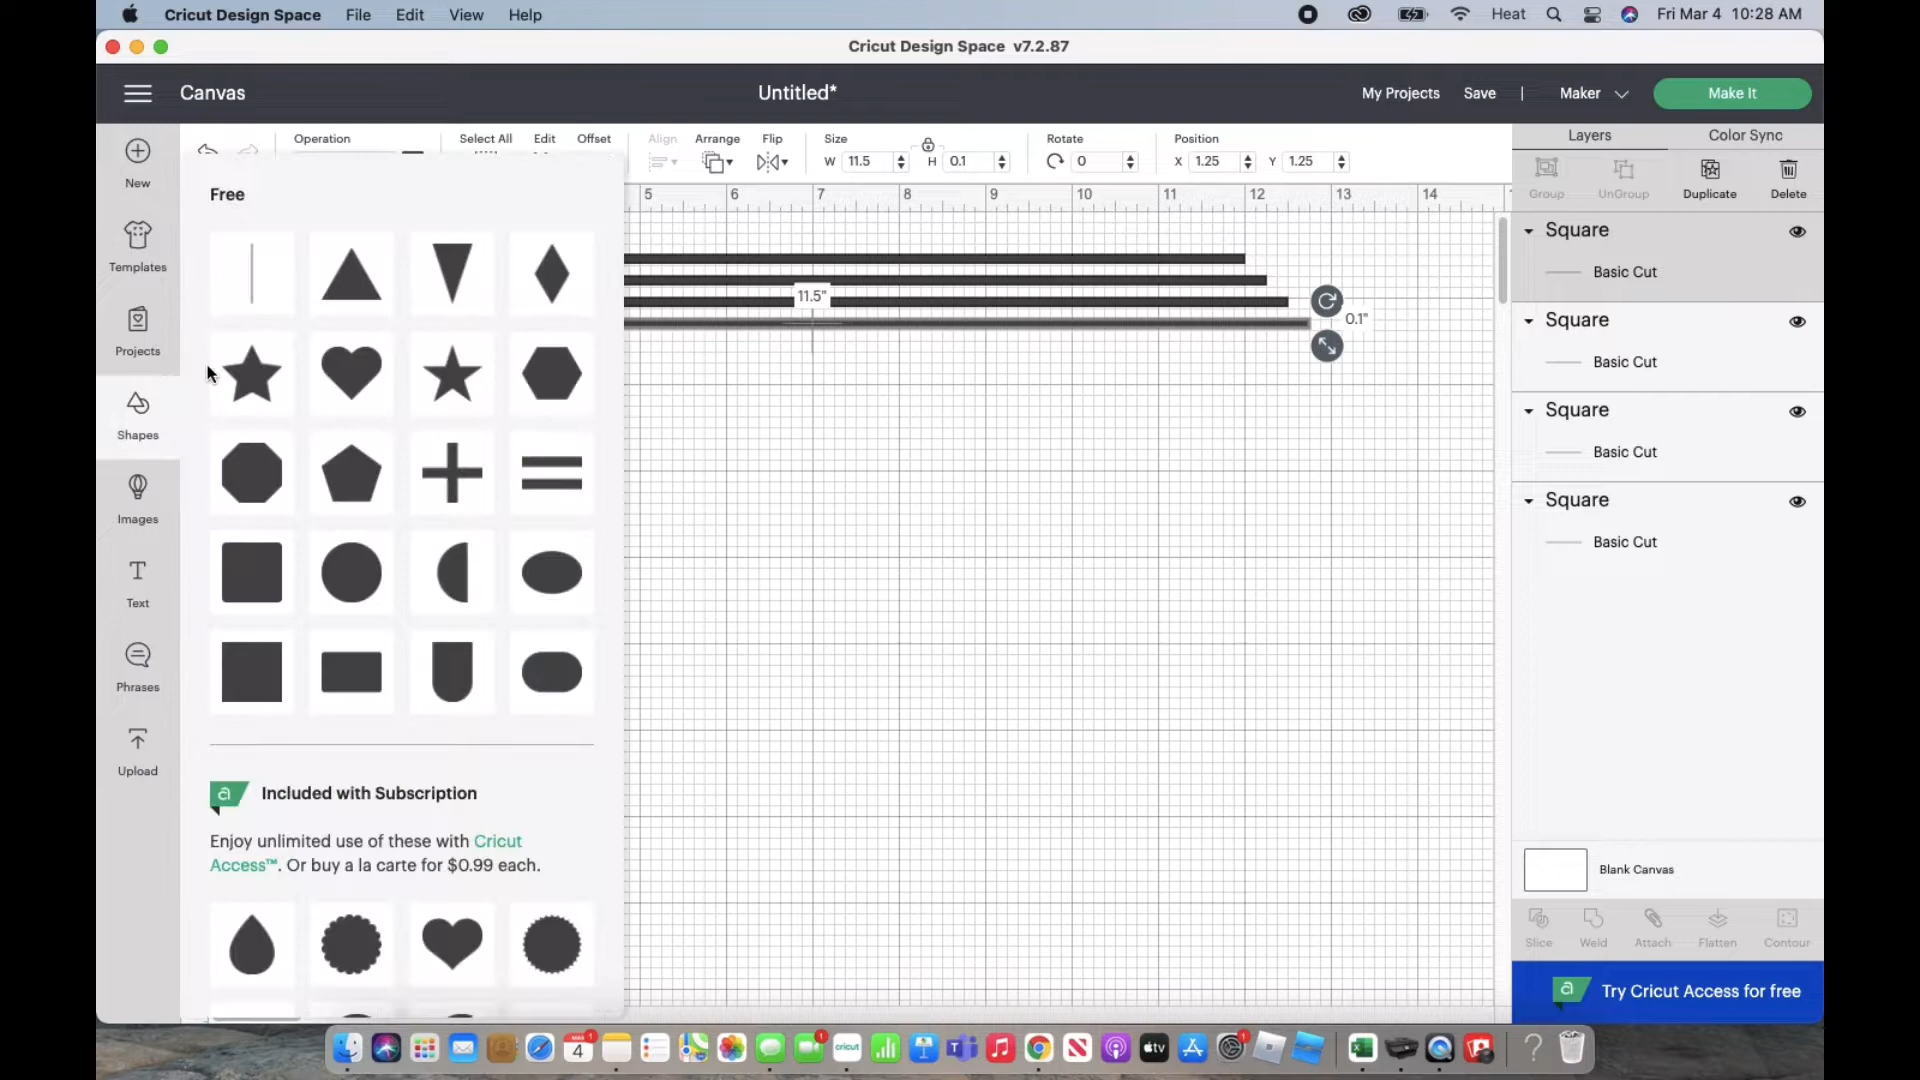 Cricut Design Space File Edit View Help Heat Fri Mar 4 10:28 AM
Cricut Design Space v7.2.87
Canvas Untitled* My Projects Save | Maker Make It
New
Templates
Projects
Shapes
Images
Text
Phrases
Upload
Operation Select All Edit Offset Align Arrange Flip Size Rotate Position
W 11.5 H 0.1 0 X 1.25 Y 1.25
Free
Included with Subscription
Enjoy unlimited use of these with Cricut
Access™. Or buy a la carte for $0.99 each.
5 6 7 8 9 10 11 12 13 14
11.5"
0.1"
Layers Color Sync
Group UnGroup Duplicate Delete
Square
Basic Cut
Square
Basic Cut
Square
Basic Cut
Square
Basic Cut
Blank Canvas
Slice Weld Attach Flatten Contour
a Try Cricut Access for free
1 4 1 cricut tv 1